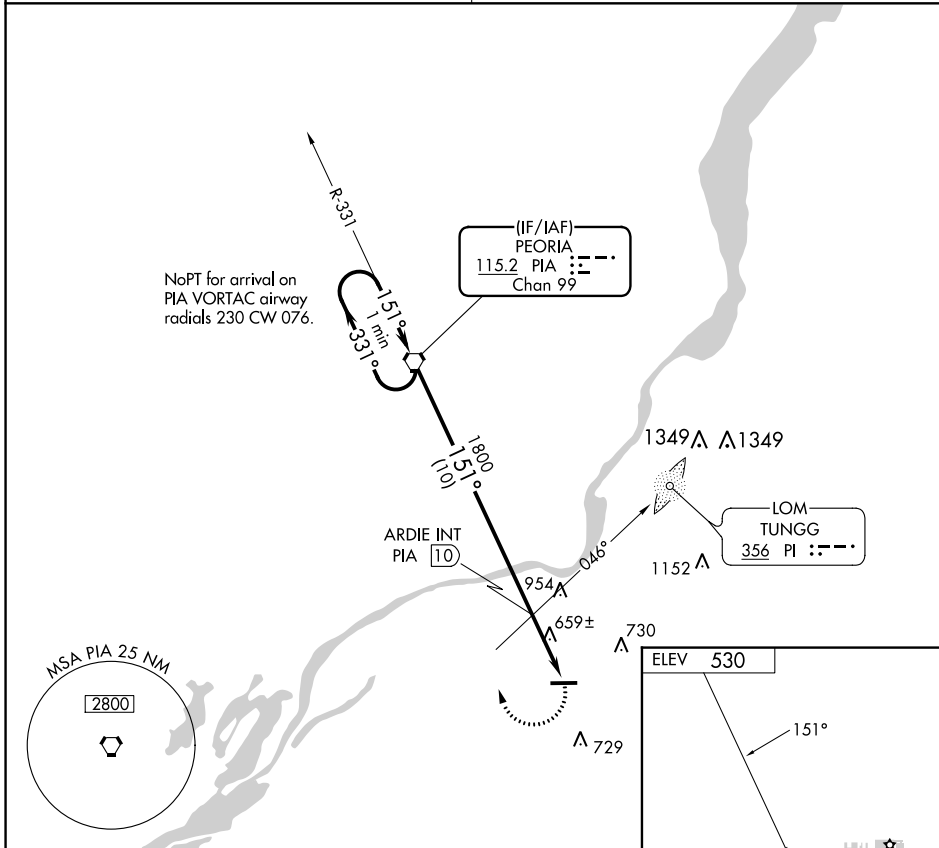 R-331
(IF/IAF)
PEORIA
115.2 PIA
Chan 99
NoPT for arrival on
PIA VORTAC airway
radials 230 CW 076.
151°
1 min
331°
1800
151°
(10)
1349 1349
LOM
TUNGG
356 PI
ARDIE INT
PIA 10
046°
1152
954
659±
730
MSA PIA 25 NM
2800
729
ELEV 530
151°